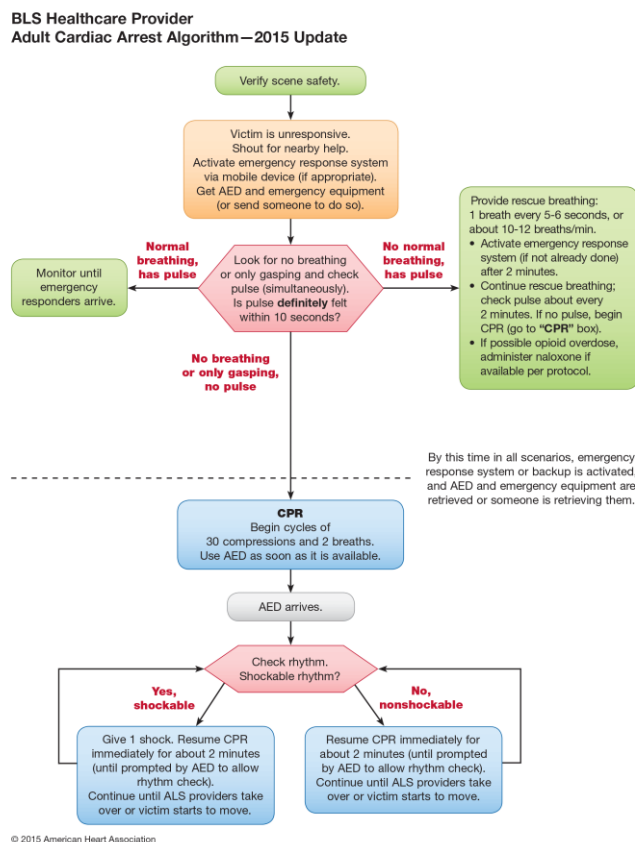 BLS Healthcare Provider
Adult Cardiac Arrest Algorithm—2015 Update
Verify scene safety.
Victim is unresponsive.
Shout for nearby help.
Activate emergency response system
via mobile device (if appropriate).
Get AED and emergency equipment
(or send someone to do so).
Normal
breathing,
has pulse
Monitor until
emergency
responders arrive.
Look for no breathing
or only gasping and check
pulse (simultaneously).
Is pulse definitely felt
within 10 seconds?
No normal
breathing,
has pulse
Provide rescue breathing:
1 breath every 5-6 seconds, or
about 10-12 breaths/min.
• Activate emergency response
system (if not already done)
after 2 minutes.
• Continue rescue breathing;
check pulse about every
2 minutes. If no pulse, begin
CPR (go to “CPR” box).
• If possible opioid overdose,
administer naloxone if
available per protocol.
No breathing
or only gasping,
no pulse
By this time in all scenarios, emergency
response system or backup is activated,
and AED and emergency equipment are
retrieved or someone is retrieving them.
CPR
Begin cycles of
30 compressions and 2 breaths.
Use AED as soon as it is available.
AED arrives.
Check rhythm.
Shockable rhythm?
Yes,
shockable
No,
nonshockable
Give 1 shock. Resume CPR
immediately for about 2 minutes
(until prompted by AED to allow
rhythm check).
Continue until ALS providers take
over or victim starts to move.
Resume CPR immediately for
about 2 minutes (until prompted
by AED to allow rhythm check).
Continue until ALS providers take
over or victim starts to move.
© 2015 American Heart Association